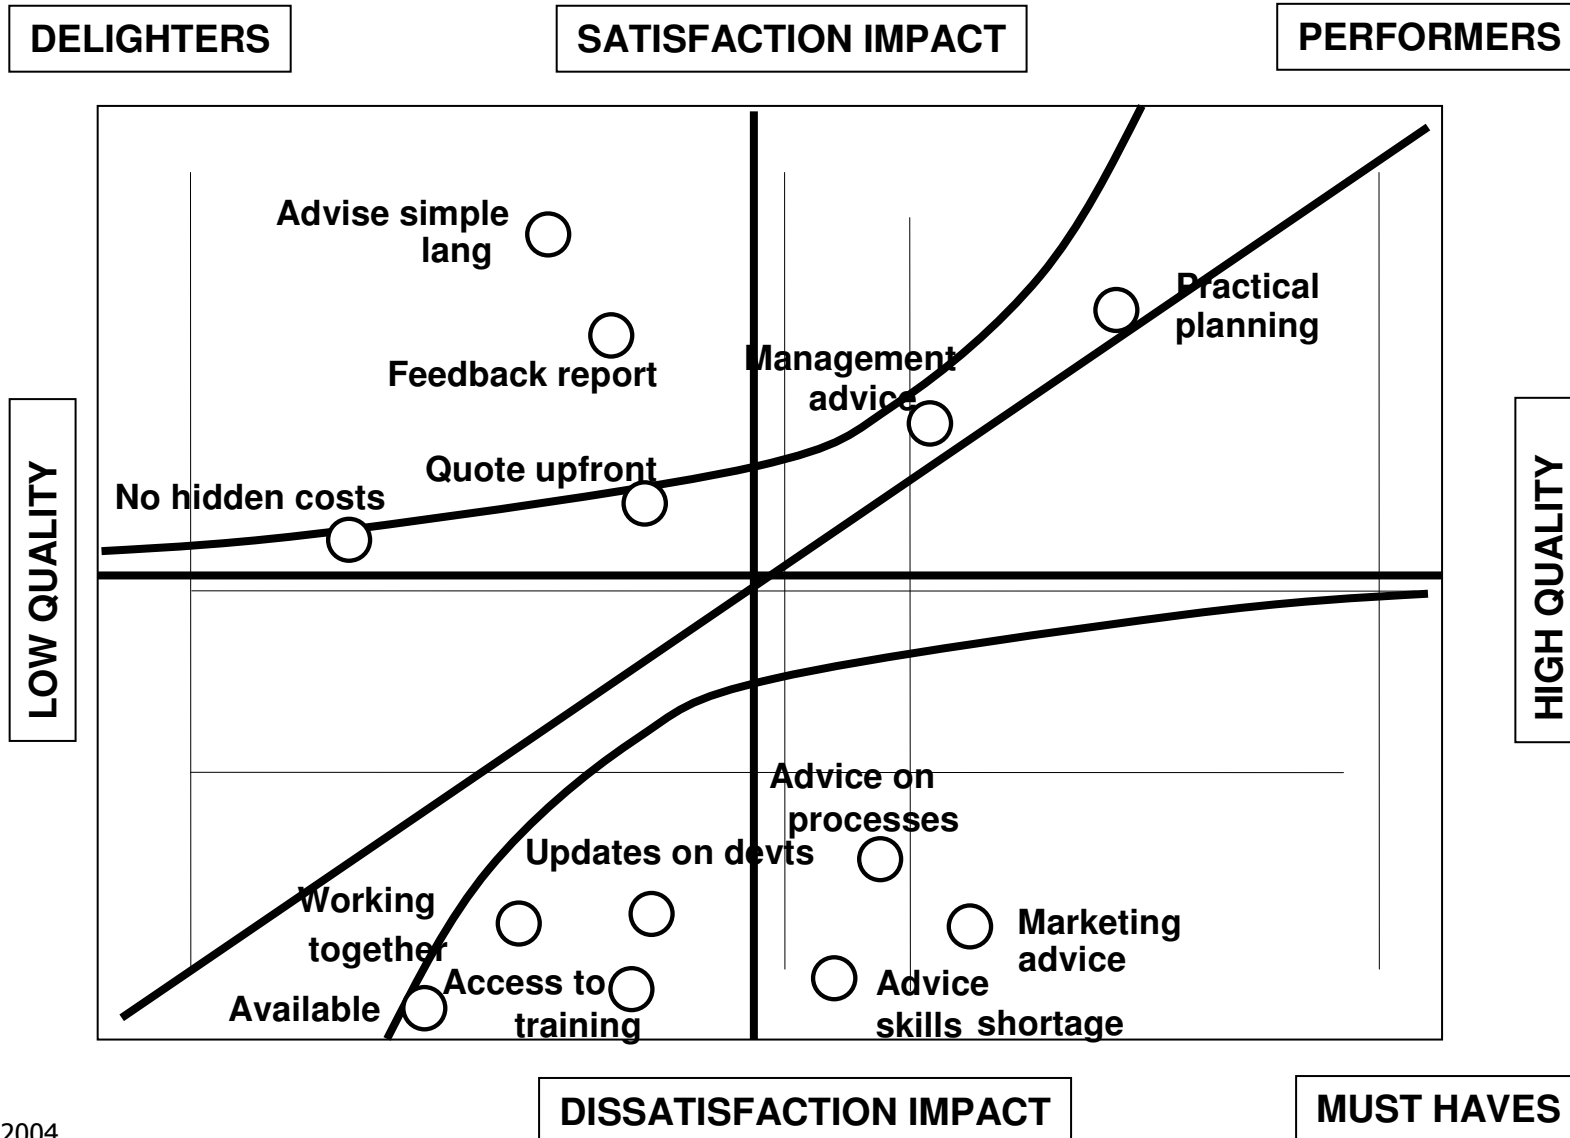 DELIGHTERS
SATISFACTION IMPACT
PERFORMERS
Advise simple
lang
Practical
planning
Management
advice
Feedback report
Quote upfront
No hidden costs
LOW QUALITY
HIGH QUALITY
Advice on
processes
Updates on devts
Working
together
Marketing
advice
Access to
training
Available
Advice
skills shortage
DISSATISFACTION IMPACT
MUST HAVES
2004